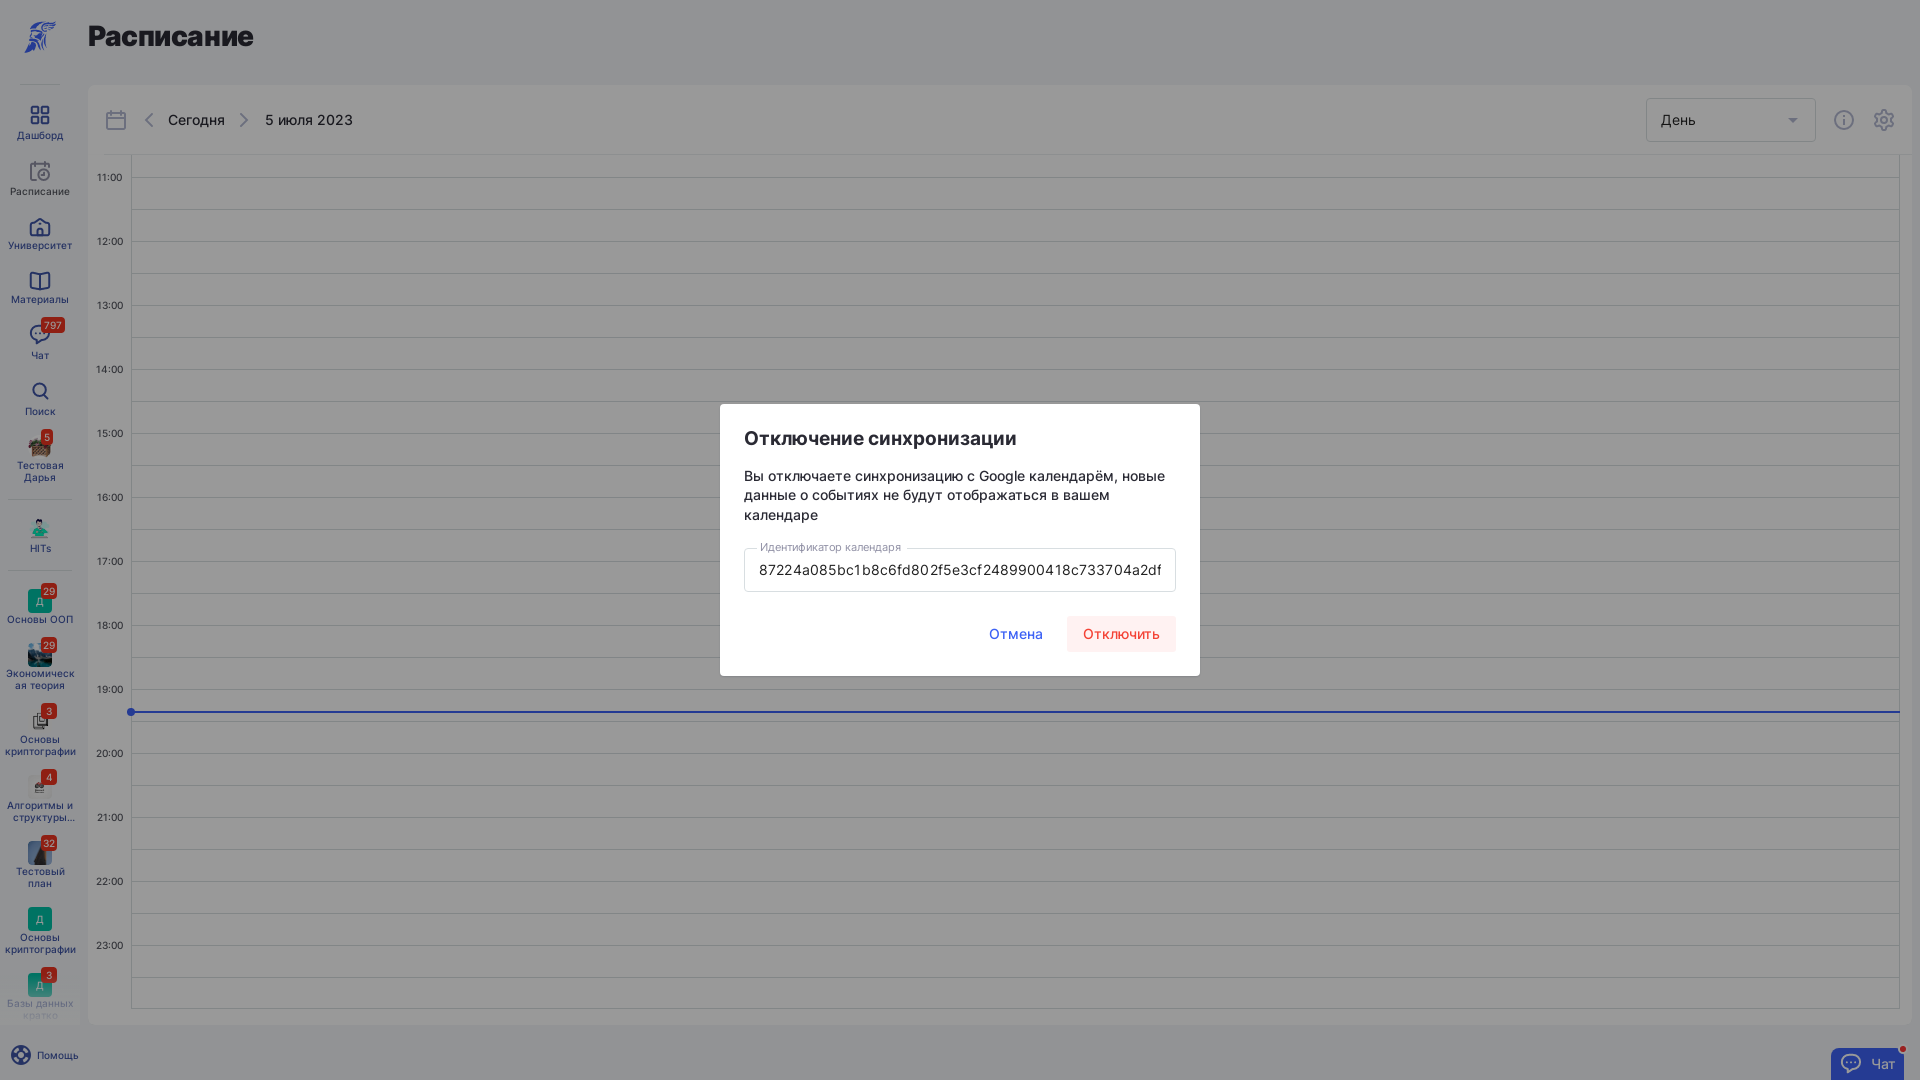 Расписание
Сегодня
5 июля 2023
День
Дашборд
Расписание
Университет
Материалы
797
Чат
Поиск
5
Тестовая
Дарья
HITs
29
Д
Основы ООП
29
Экономическ
ая теория
3
Основы
криптографии
4
Алгоритмы и
структуры...
32
Тестовый
план
Д
Основы
криптографии
3
Д
Базы данных
кратко
Помощь
11:00
12:00
13:00
14:00
15:00
16:00
17:00
18:00
19:00
20:00
21:00
22:00
23:00
Отключение синхронизации
Вы отключаете синхронизацию с Google календарём, новые
данные о событиях не будут отображаться в вашем
календаре
Идентификатор календаря
87224a085bc1b8c6fd802f5e3cf2489900418c733704a2df
Отмена
Отключить
Чат